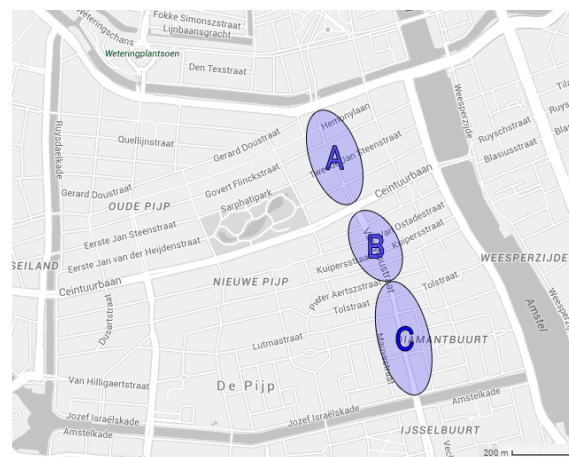 Fokke Simonszstraat
Lijnbaansgracht
Weteringschans
Weteringplantsoen
Den Texstraat
Weesperzijde
Hemonylaan
Ruysdaelkade
Quellijnstraat
Gerard Doustraat
A
Ruyschstraat
Blasiusstraat
Govert Flinckstraat
Sarphatipark
Ceintuurbaan
Gerard Doustraat
OUDE PIJP
Eerste Jan Steenstraat
Eerste Jan van der Heijdenstraat
B
Kuipersstraat
Kuipersstraat
SEILAND
WEESPERZIJDE
Ceintuurbaan
NIEUWE PIJP
Pieter Aertszstraat
Tolstraat
Tolstraat
Amstel
Dusartstraat
Lutmastraat
C
Mauvestraat
DIAMANTBUURT
Van Hilligaertstraat
De Pijp
Amstelkade
Jozef Israëlskade
Jozef Israëlskade
Amstelkade
IJSSELBUURT
200 m